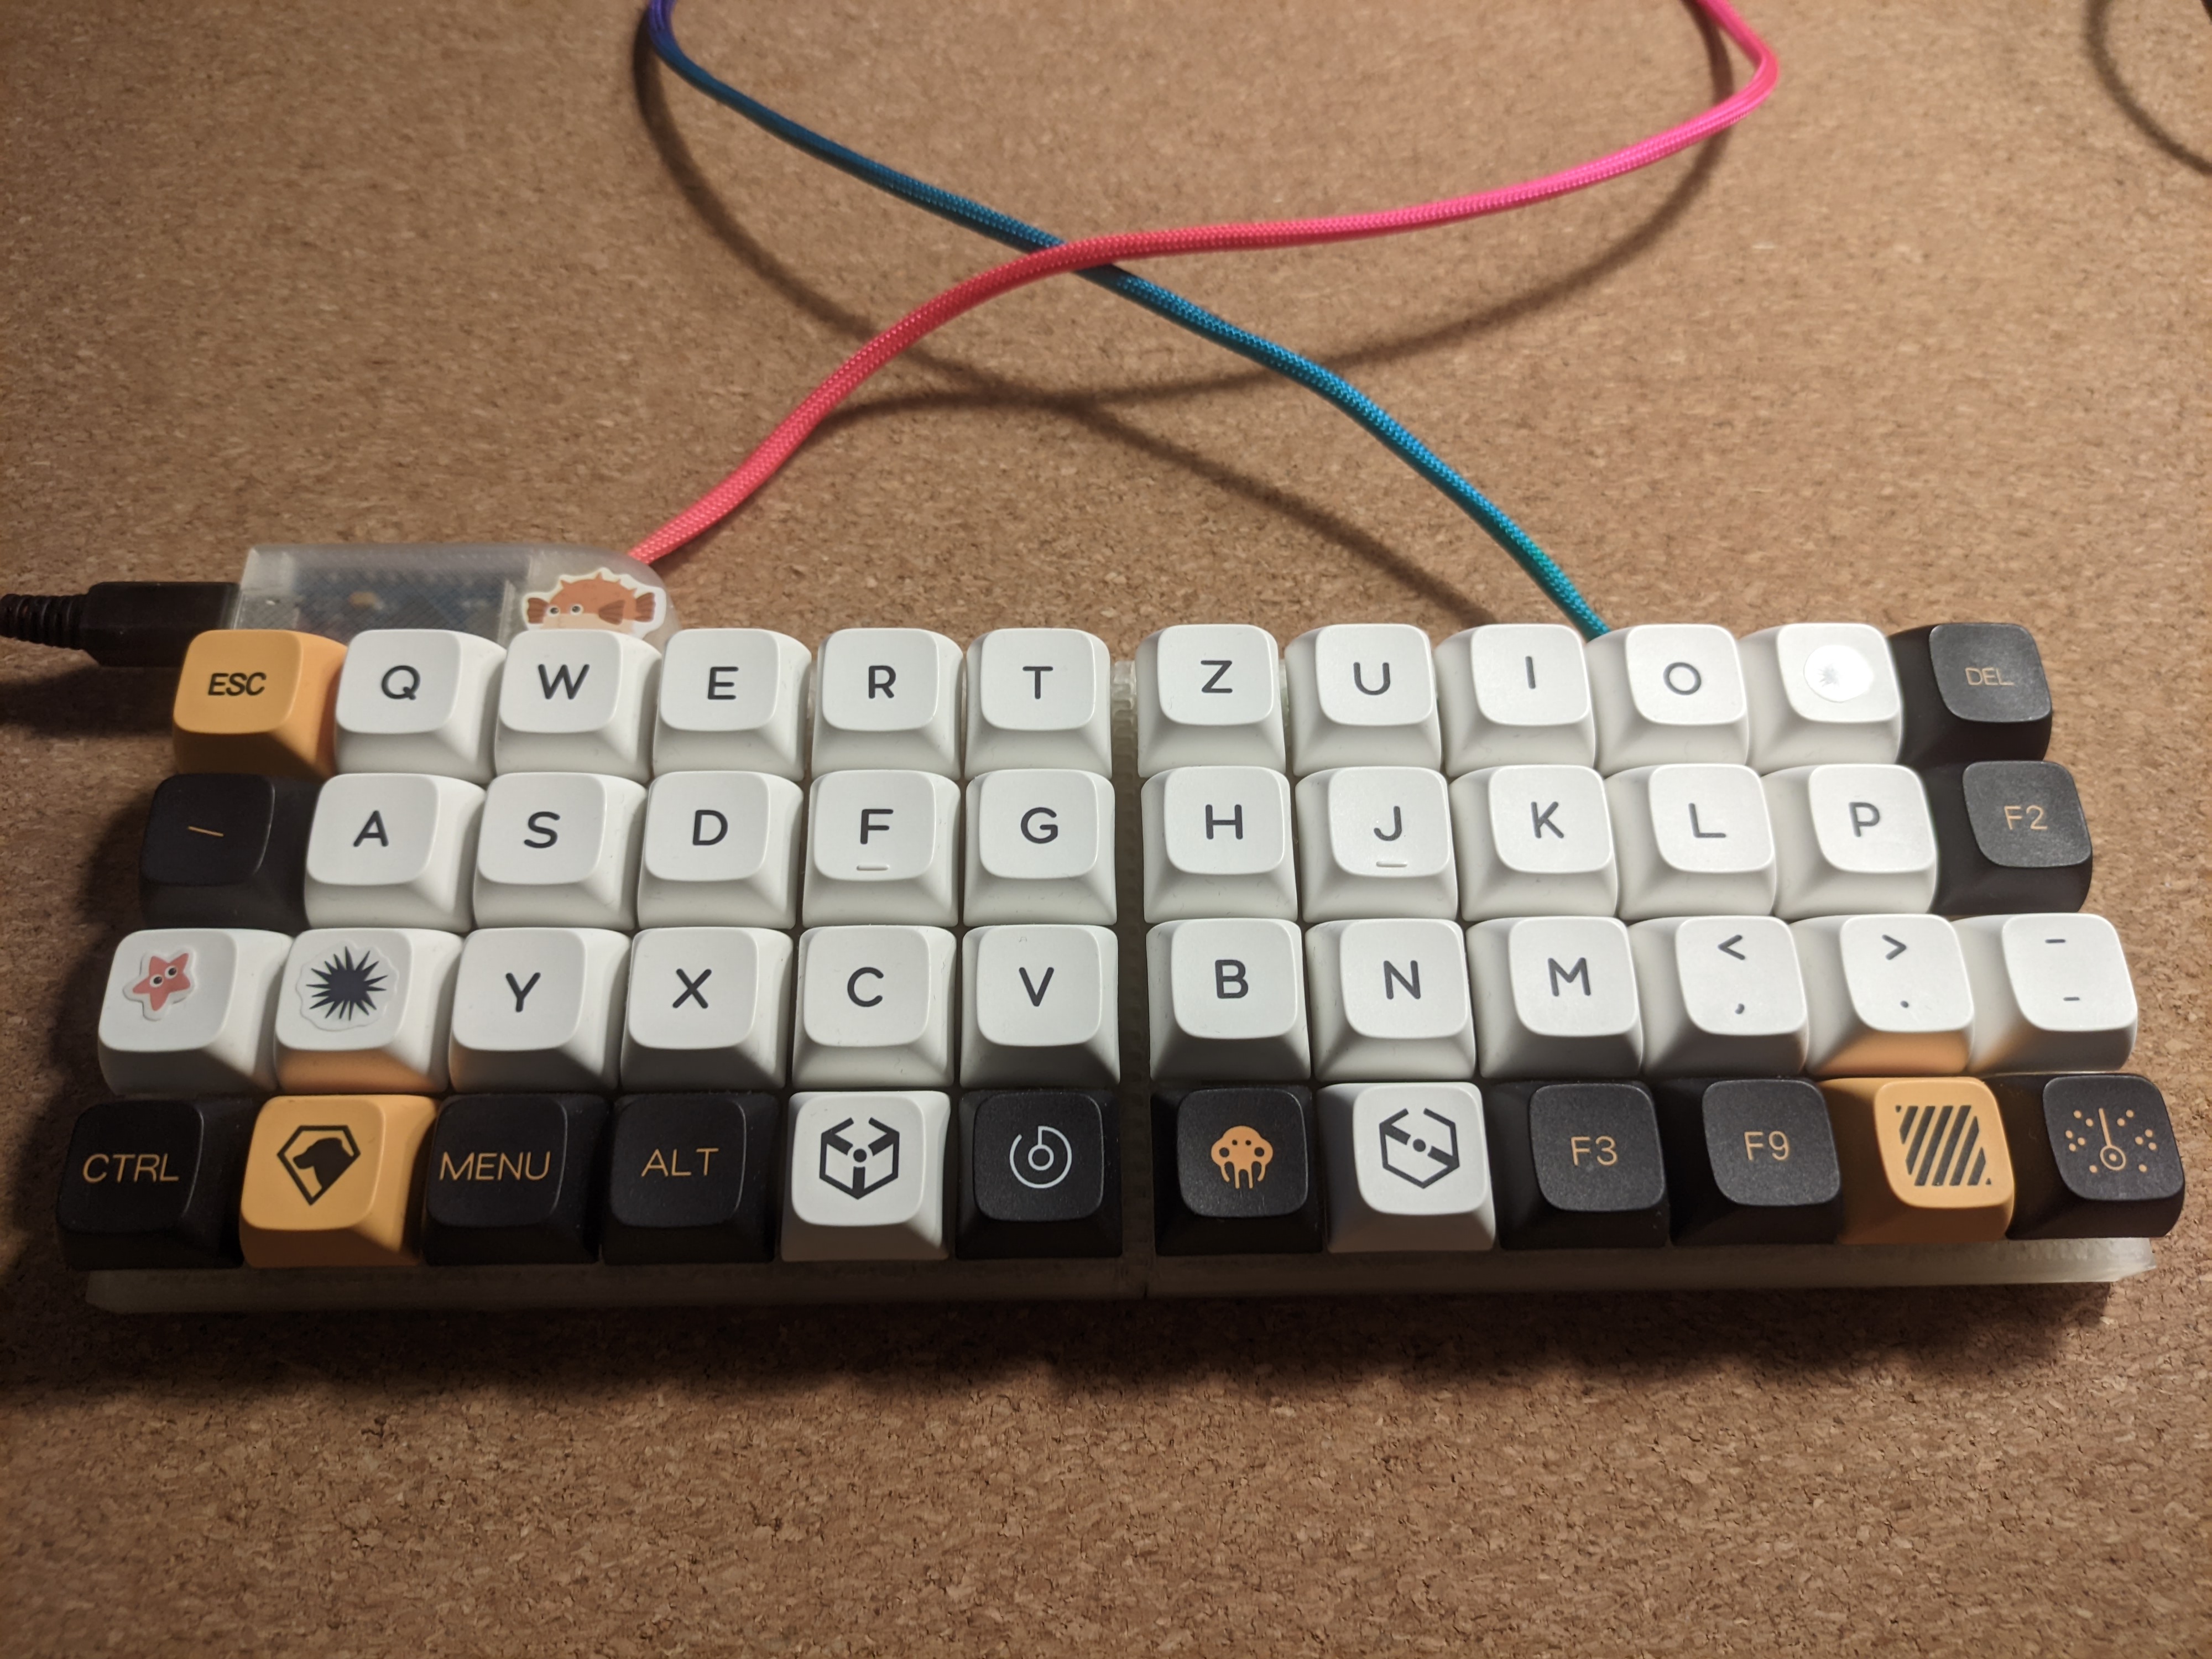 ESC Q W E R T Z U I O DEL
\ A S D F G H J K L P F2
Y X C V B N M < , > . - -
CTRL MENU ALT F3 F9